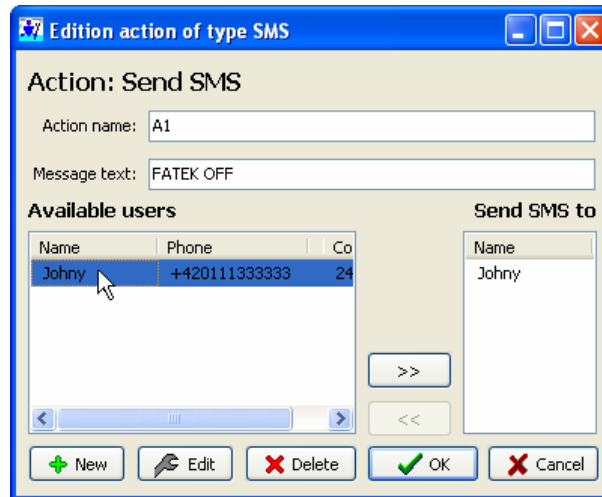 Edition action of type SMS
Action: Send SMS
Action name: A1
Message text: FATEK OFF
Available users Send SMS to
Name Phone Co Name
Johny +420111333333 24 Johny
>>
<<
New Edit Delete OK Cancel